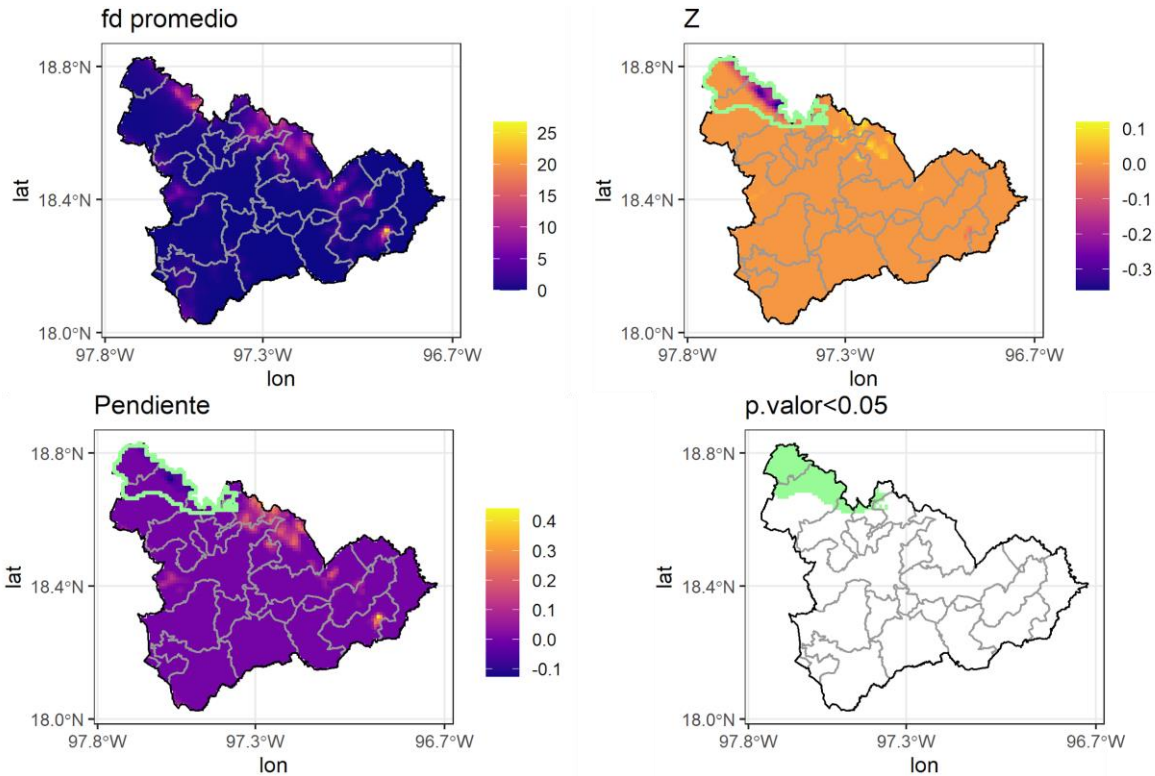 fd promedio
18.8°N
18.4°N
18.0°N
lat
97.8°W 97.3°W 96.7°W
lon
25
20
15
10
5
0
Z
18.8°N
18.4°N
18.0°N
lat
97.8°W 97.3°W 96.7°W
lon
0.1
0.0
-0.1
-0.2
-0.3
Pendiente
18.8°N
18.4°N
18.0°N
lat
97.8°W 97.3°W 96.7°W
lon
0.4
0.3
0.2
0.1
0.0
-0.1
p.valor<0.05
18.8°N
18.4°N
18.0°N
lat
97.8°W 97.3°W 96.7°W
lon